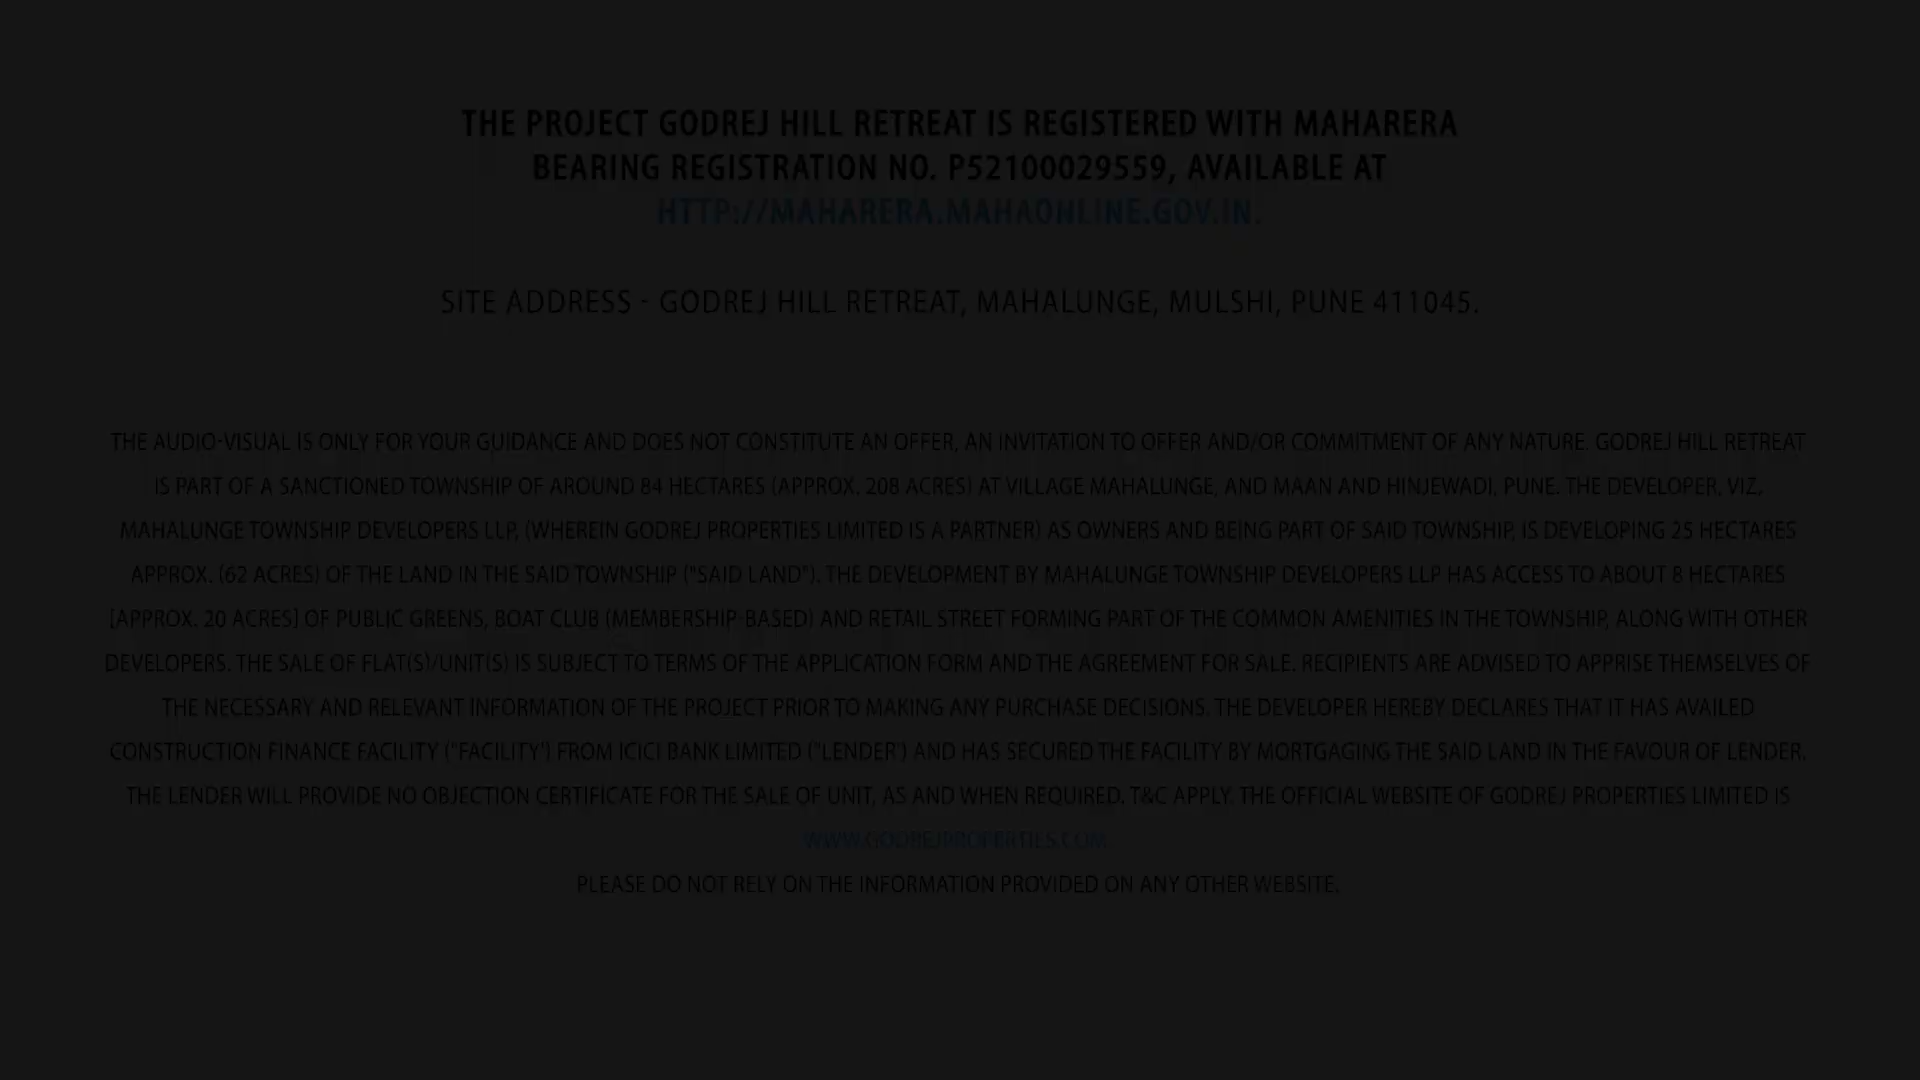 THE PROJECT GODREJ HILL RETREAT IS REGISTERED WITH MAHARERA
BEARING REGISTRATION NO. P52100029559, AVAILABLE AT
HTTP://MAHARERA.MAHAONLINE.GOV.IN.
SITE ADDRESS - GODREJ HILL RETREAT, MAHALUNGE, MULSHI, PUNE 411045.
THE AUDIO-VISUAL IS ONLY FOR YOUR GUIDANCE AND DOES NOT CONSTITUTE AN OFFER, AN INVITATION TO OFFER AND/OR COMMITMENT OF ANY NATURE. GODREJ HILL RETREAT
IS PART OF A SANCTIONED TOWNSHIP OF AROUND 84 HECTARES (APPROX. 208 ACRES) AT VILLAGE MAHALUNGE, AND MAAN AND HINJEWADI, PUNE. THE DEVELOPER, VIZ.
MAHALUNGE TOWNSHIP DEVELOPERS LLP, (WHEREIN GODREJ PROPERTIES LIMITED IS A PARTNER) AS OWNERS AND BEING PART OF SAID TOWNSHIP, IS DEVELOPING 25 HECTARES
APPROX. (62 ACRES) OF THE LAND IN THE SAID TOWNSHIP ("SAID LAND"). THE DEVELOPMENT BY MAHALUNGE TOWNSHIP DEVELOPERS LLP HAS ACCESS TO ABOUT 8 HECTARES
[APPROX. 20 ACRES] OF PUBLIC GREENS, BOAT CLUB (MEMBERSHIP-BASED) AND RETAIL STREET FORMING PART OF THE COMMON AMENITIES IN THE TOWNSHIP, ALONG WITH OTHER
DEVELOPERS. THE SALE OF FLAT(S)/UNIT(S) IS SUBJECT TO TERMS OF THE APPLICATION FORM AND THE AGREEMENT FOR SALE. RECIPIENTS ARE ADVISED TO APPRISE THEMSELVES OF
THE NECESSARY AND RELEVANT INFORMATION OF THE PROJECT PRIOR TO MAKING ANY PURCHASE DECISIONS. THE DEVELOPER HEREBY DECLARES THAT IT HAS AVAILED
CONSTRUCTION FINANCE FACILITY ("FACILITY") FROM ICICI BANK LIMITED ("LENDER") AND HAS SECURED THE FACILITY BY MORTGAGING THE SAID LAND IN THE FAVOUR OF LENDER.
THE LENDER WILL PROVIDE NO OBJECTION CERTIFICATE FOR THE SALE OF UNIT, AS AND WHEN REQUIRED. T&C APPLY. THE OFFICIAL WEBSITE OF GODREJ PROPERTIES LIMITED IS
WWW.GODREJPROPERTIES.COM
PLEASE DO NOT RELY ON THE INFORMATION PROVIDED ON ANY OTHER WEBSITE.